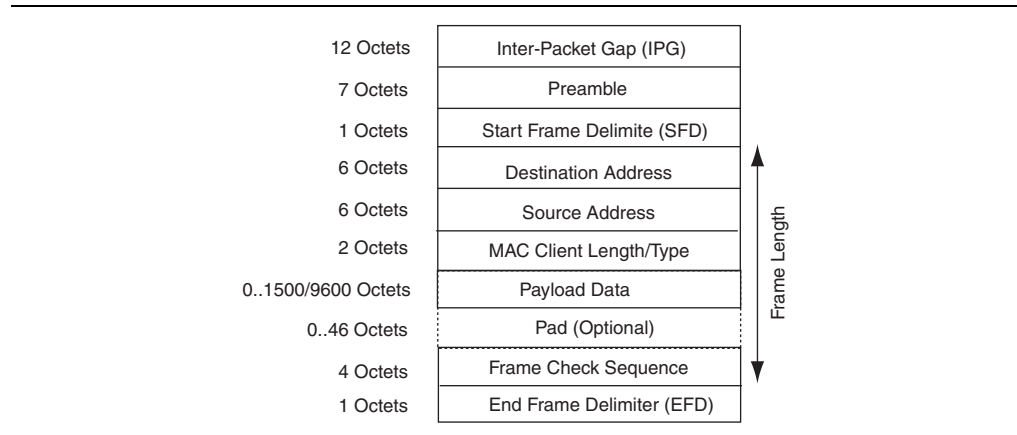 12 Octets Inter-Packet Gap (IPG)
7 Octets Preamble
1 Octets Start Frame Delimite (SFD)
6 Octets Destination Address
6 Octets Source Address
2 Octets MAC Client Length/Type
0..1500/9600 Octets Payload Data
0..46 Octets Pad (Optional)
4 Octets Frame Check Sequence
1 Octets End Frame Delimiter (EFD)
Frame Length